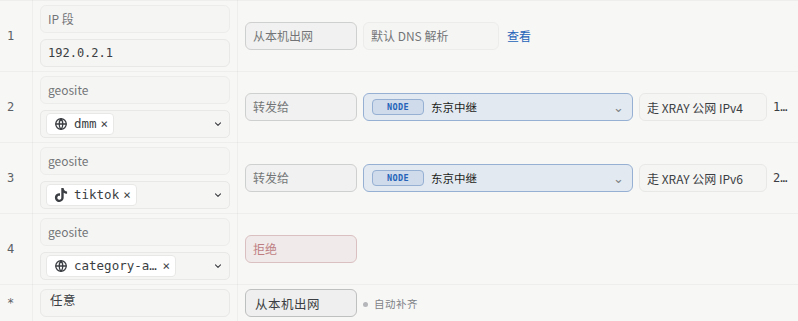 1 IP 段 从本机出网 默认 DNS 解析 查看
192.0.2.1
2 geosite 转发给 NODE 东京中继 走 XRAY 公网 IPv4 1…
dmm ×
3 geosite 转发给 NODE 东京中继 走 XRAY 公网 IPv6 2…
tiktok ×
4 geosite 拒绝
category-a… ×
* 任意 从本机出网 自动补齐